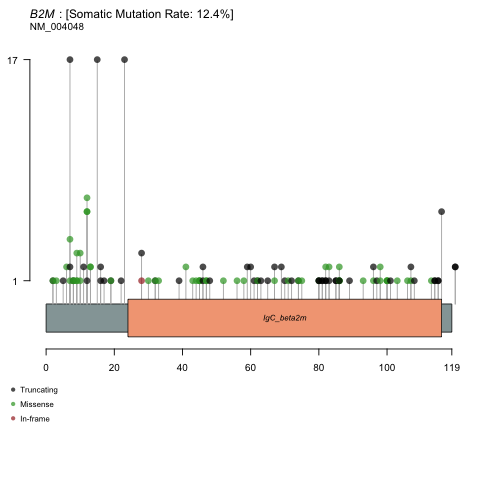 B2M : [Somatic Mutation Rate: 12.4%]
NM_004048
17
1
IgC_beta2m
0 20 40 60 80 100 119
Truncating
Missense
In-frame